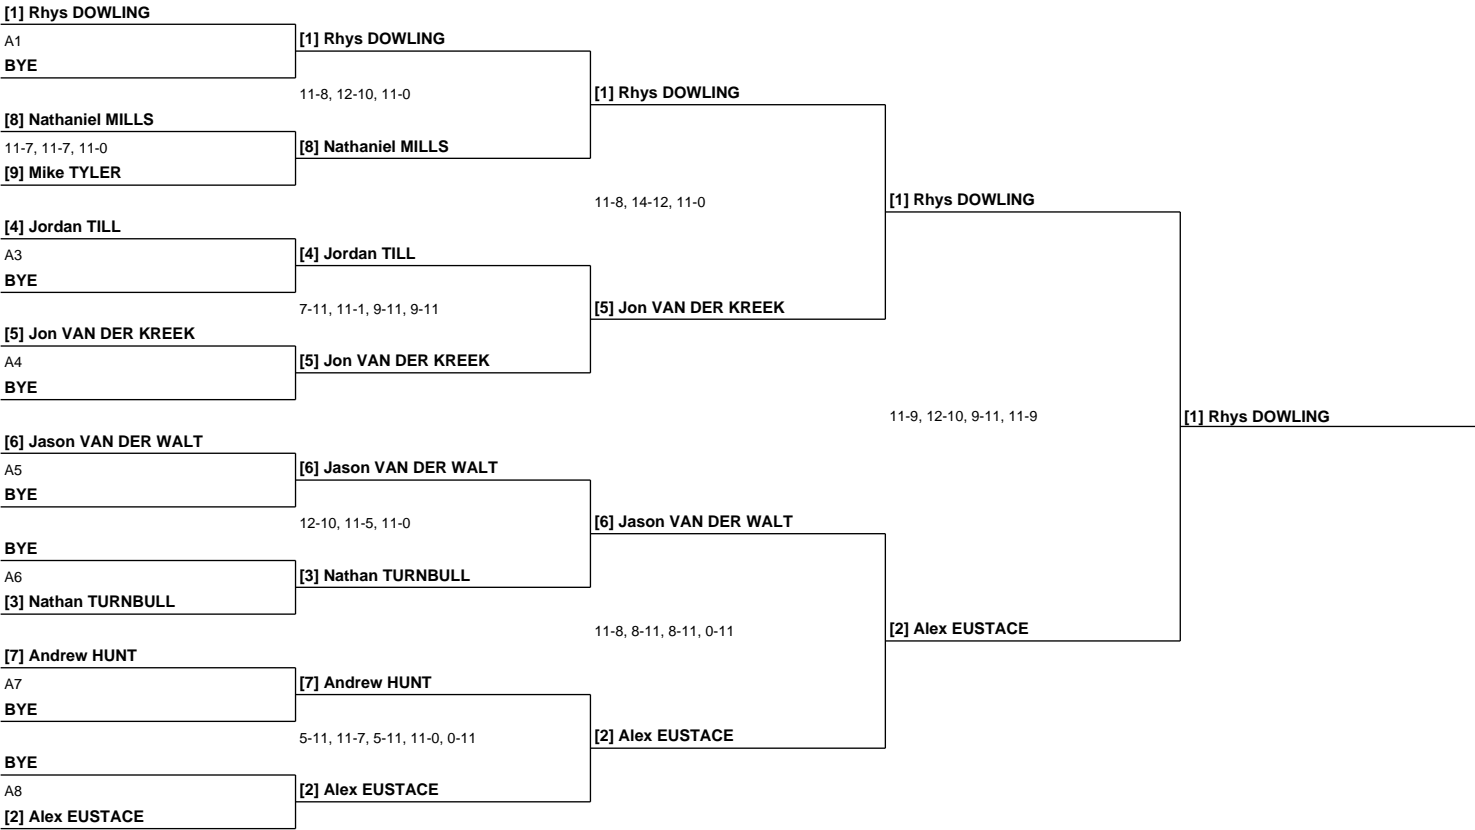 [1] Rhys DOWLING
A1
BYE
[8] Nathaniel MILLS
11-7, 11-7, 11-0
[9] Mike TYLER
[4] Jordan TILL
A3
BYE
[5] Jon VAN DER KREEK
A4
BYE
[6] Jason VAN DER WALT
A5
BYE
BYE
A6
[3] Nathan TURNBULL
[7] Andrew HUNT
A7
BYE
BYE
A8
[2] Alex EUSTACE
[1] Rhys DOWLING
11-8, 12-10, 11-0
[8] Nathaniel MILLS
[4] Jordan TILL
7-11, 11-1, 9-11, 9-11
[5] Jon VAN DER KREEK
[6] Jason VAN DER WALT
12-10, 11-5, 11-0
[3] Nathan TURNBULL
[7] Andrew HUNT
5-11, 11-7, 5-11, 11-0, 0-11
[2] Alex EUSTACE
[1] Rhys DOWLING
11-8, 14-12, 11-0
[5] Jon VAN DER KREEK
[6] Jason VAN DER WALT
11-8, 8-11, 8-11, 0-11
[2] Alex EUSTACE
[1] Rhys DOWLING
11-9, 12-10, 9-11, 11-9
[2] Alex EUSTACE
[1] Rhys DOWLING